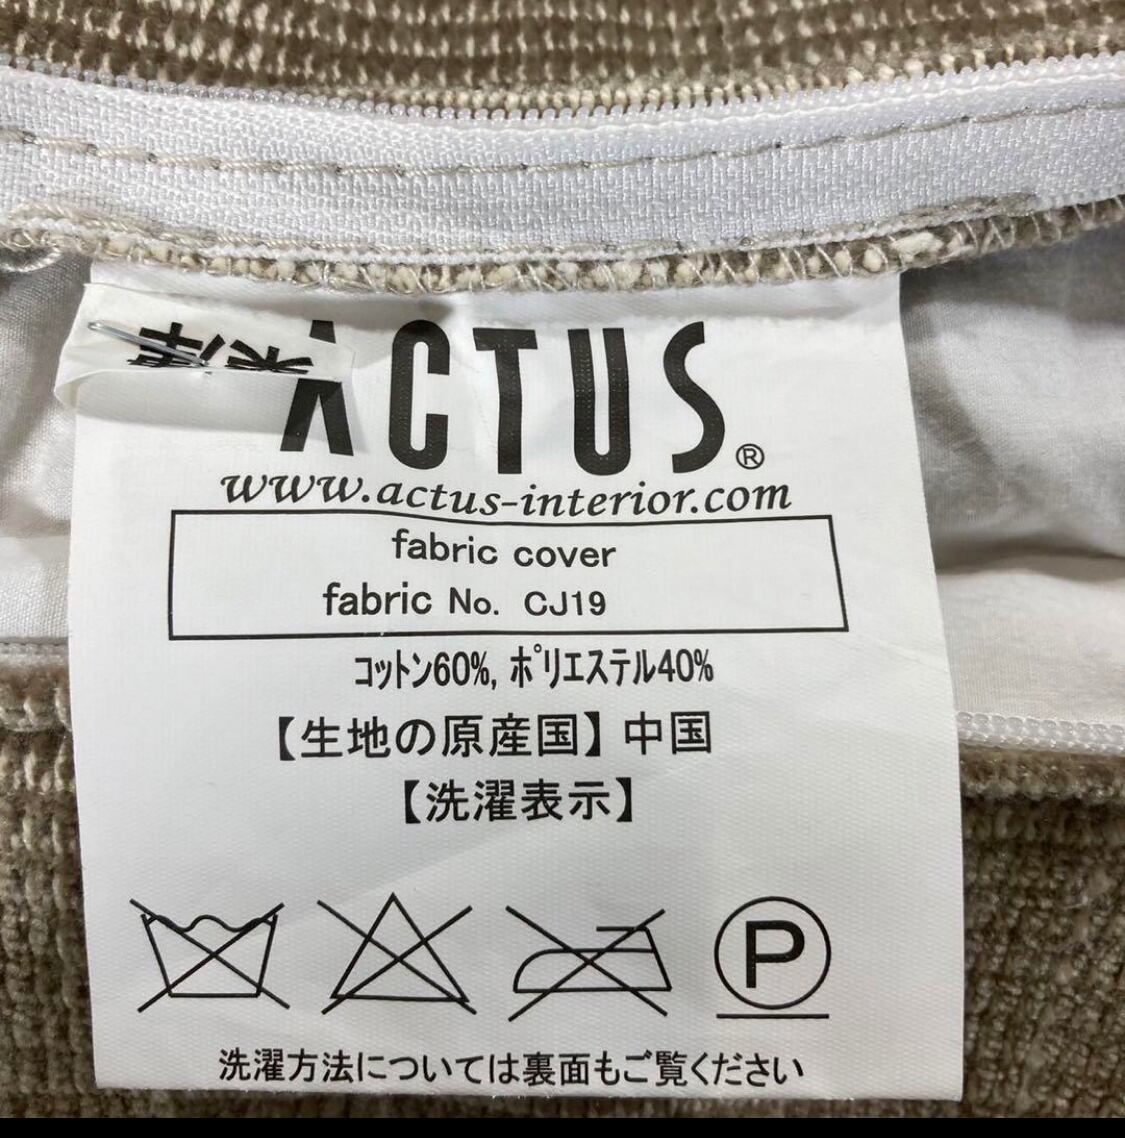 ACTUS®
www.actus-interior.com
fabric cover
fabric No. CJ19
コットン60%, ポリエステル40%
【生地の原産国】中国
【洗濯表示】
P
洗濯方法については裏面もご覧ください